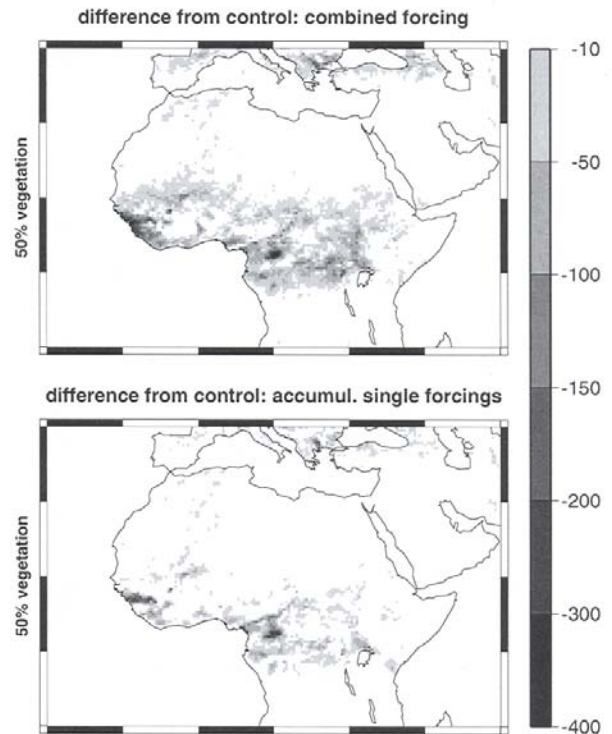 difference from control: combined forcing
50% vegetation
difference from control: accumul. single forcings
50% vegetation
-10
-50
-100
-150
-200
-300
-400